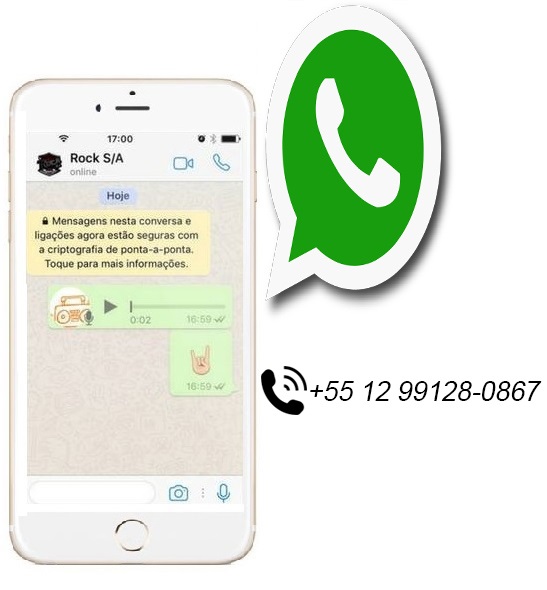 17:00
Rock S/A
online
Hoje
Mensagens nesta conversa e
ligações agora estão seguras com
a criptografia de ponta-a-ponta.
Toque para mais informações.
0:02 16:59
16:59
+55 12 99128-0867